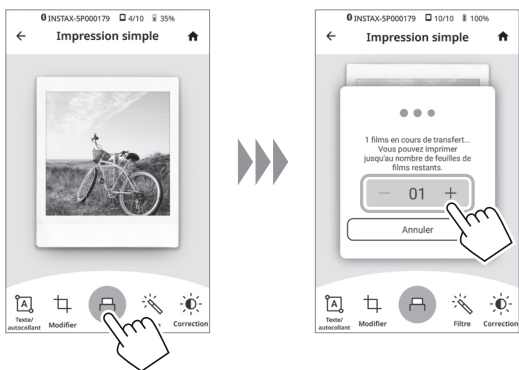 INSTAX-5P000179 4/10 35%
Impression simple
Texte/
autocollant
Modifier
Correction
INSTAX-5P000179 10/10 100%
Impression simple
1 films en cours de transfert...
Vous pouvez imprimer
jusqu'au nombre de feuilles de
films restants.
01
Annuler
Texte/
autocollant
Modifier
Filtre
Correction